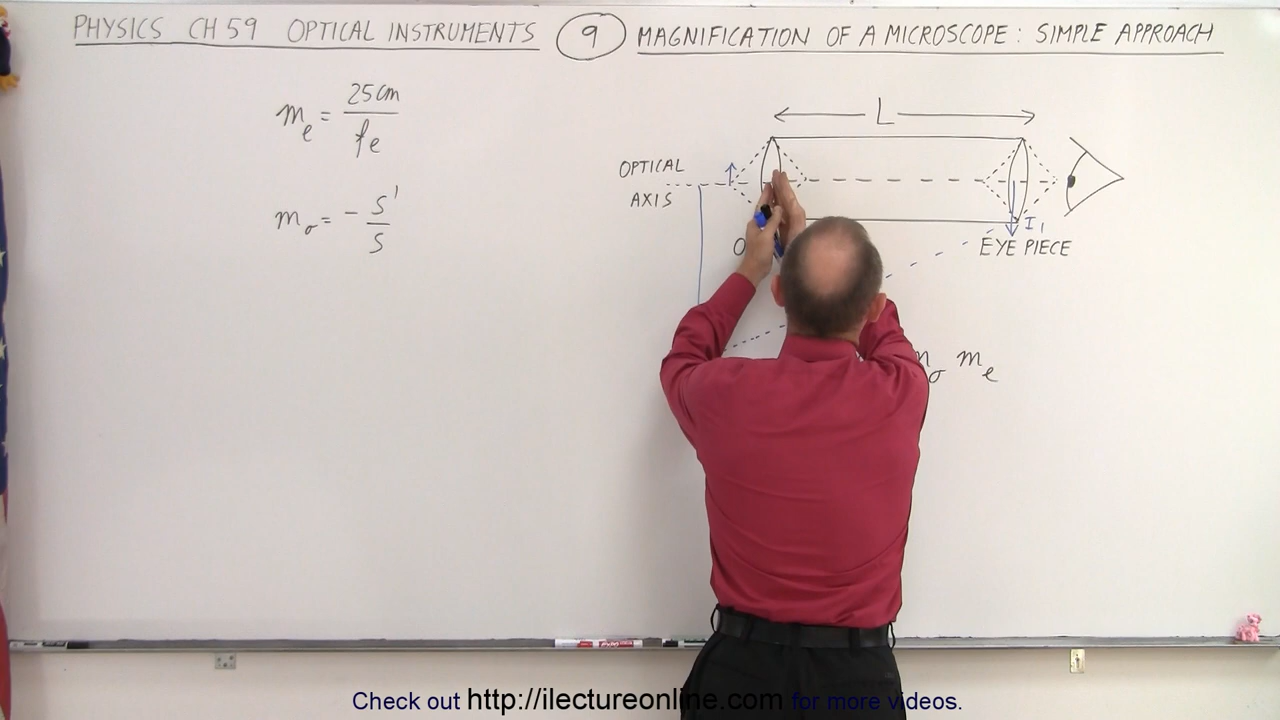 PHYSICS CH 59 OPTICAL INSTRUMENTS 9 MAGNIFICATION OF A MICROSCOPE : SIMPLE APPROACH
mₑ = 25cm / fₑ
mₒ = - s' / s
L
OPTICAL
AXIS
I₁
EYE PIECE
mₑ
Check out http://ilectureonline.com for more videos.